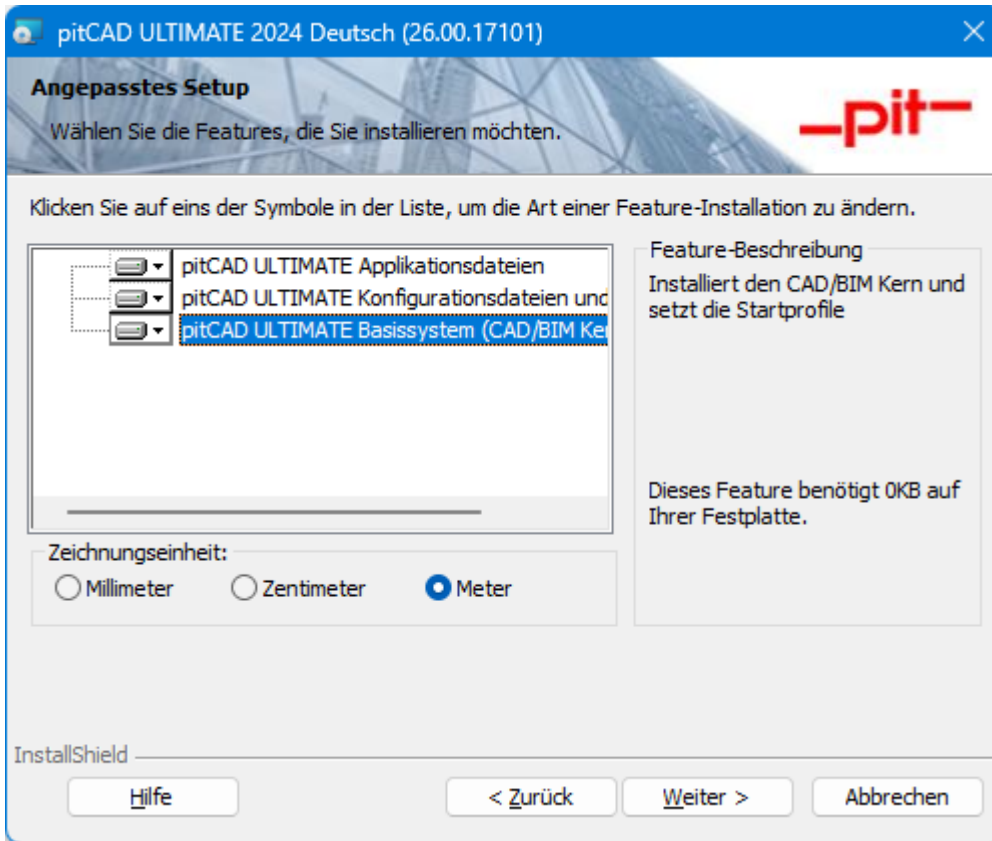 pitCAD ULTIMATE 2024 Deutsch (26.00.17101)
Angepasstes Setup
Wählen Sie die Features, die Sie installieren möchten.
pit
Klicken Sie auf eins der Symbole in der Liste, um die Art einer Feature-Installation zu ändern.
pitCAD ULTIMATE Applikationsdateien
pitCAD ULTIMATE Konfigurationsdateien und
pitCAD ULTIMATE Basissystem (CAD/BIM Ke
Feature-Beschreibung
Installiert den CAD/BIM Kern und
setzt die Startprofile
Dieses Feature benötigt 0KB auf
Ihrer Festplatte.
Zeichnungseinheit:
Millimeter Zentimeter Meter
InstallShield
Hilfe < Zurück Weiter > Abbrechen